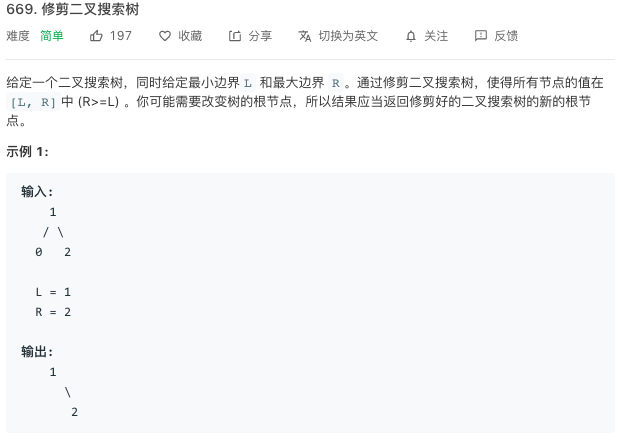 669. 修剪二叉搜索树
难度 简单 197 收藏 分享 切换为英文 关注 反馈
给定一个二叉搜索树，同时给定最小边界 L 和最大边界 R 。通过修剪二叉搜索树，使得所有节点的值在
[L, R] 中 (R>=L) 。你可能需要改变树的根节点，所以结果应当返回修剪好的二叉搜索树的新的根节
点。
示例 1:
输入:
1
/ \
0 2
L = 1
R = 2
输出:
1
\
2